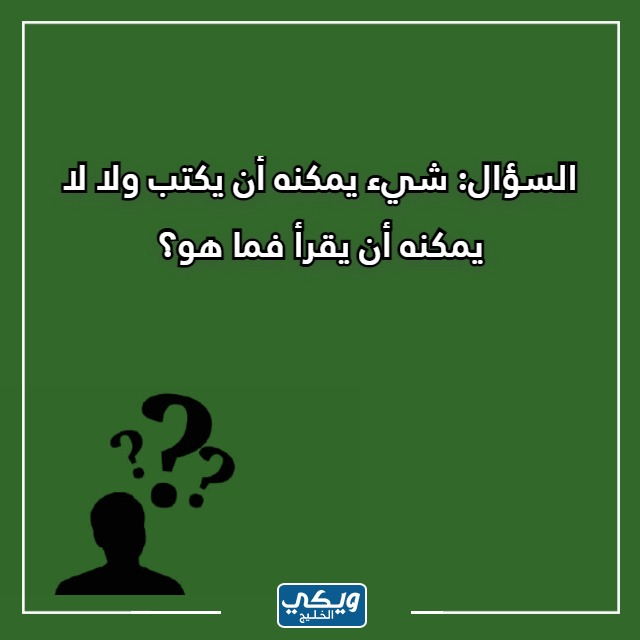 السؤال: شيء يمكنه أن يكتب ولا لا
يمكنه أن يقرأ فما هو؟
? ? ?
ويكي
الخليج